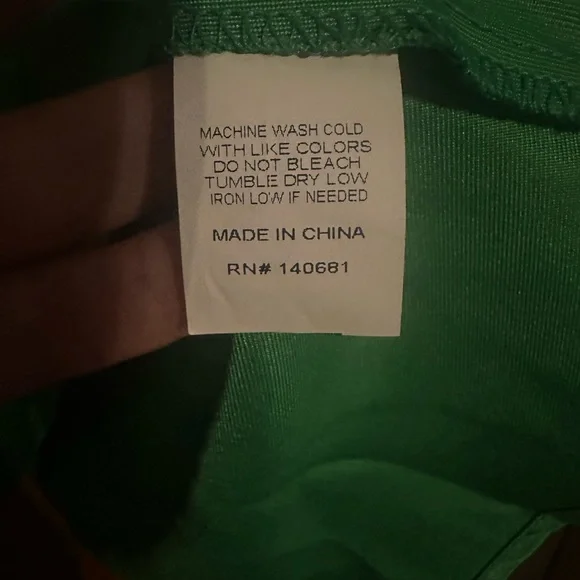 MACHINE WASH COLD
WITH LIKE COLORS
DO NOT BLEACH
TUMBLE DRY LOW
IRON LOW IF NEEDED
MADE IN CHINA
RN# 140681